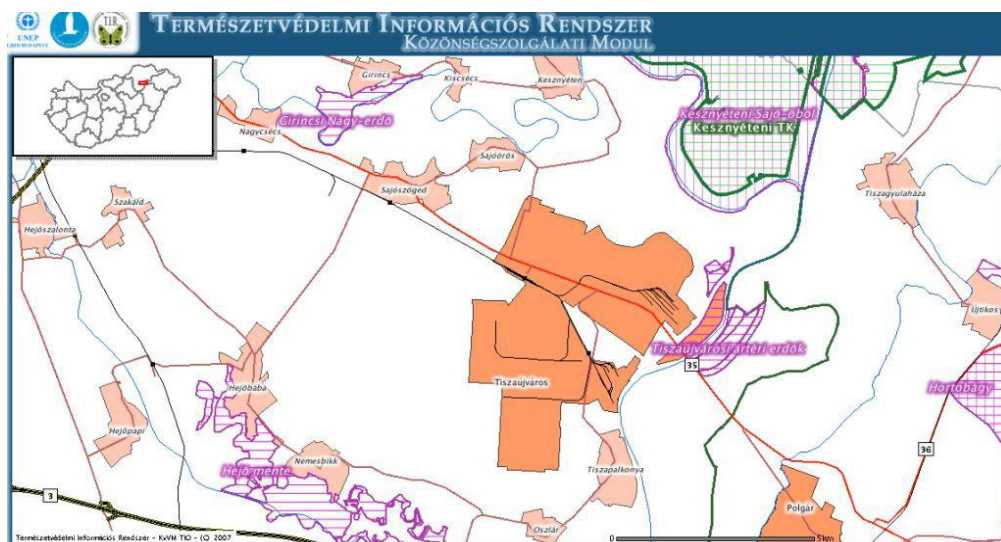 UNEP
GRID-BUDAPEST
T.I.R.
TERMÉSZETVÉDELMI INFORMÁCIÓS RENDSZER
KÖZÖNSÉGSZOLGÁLATI MODUL
Girincs
Kiscsécs
Kesznyéten
Girincsi Nagy-erdő
Nagycsécs
Kesznyéteni Sajó-öböl
Kesznyéteni TK
Sajóörös
Sajószöged
Szakáld
Hejőszalonta
Tiszagyulaháza
Újtikos
Tiszaújvárosi ártéri erdők
35
Tiszaújváros
Hejőbába
Hortobágy
Hejőpapi
Nemesbikk
Hejő mente
Tiszapalkonya
36
3
Polgár
Oszlár
0
5km
Természetvédelmi Információs Rendszer - KvVM TIO - (C) 2007